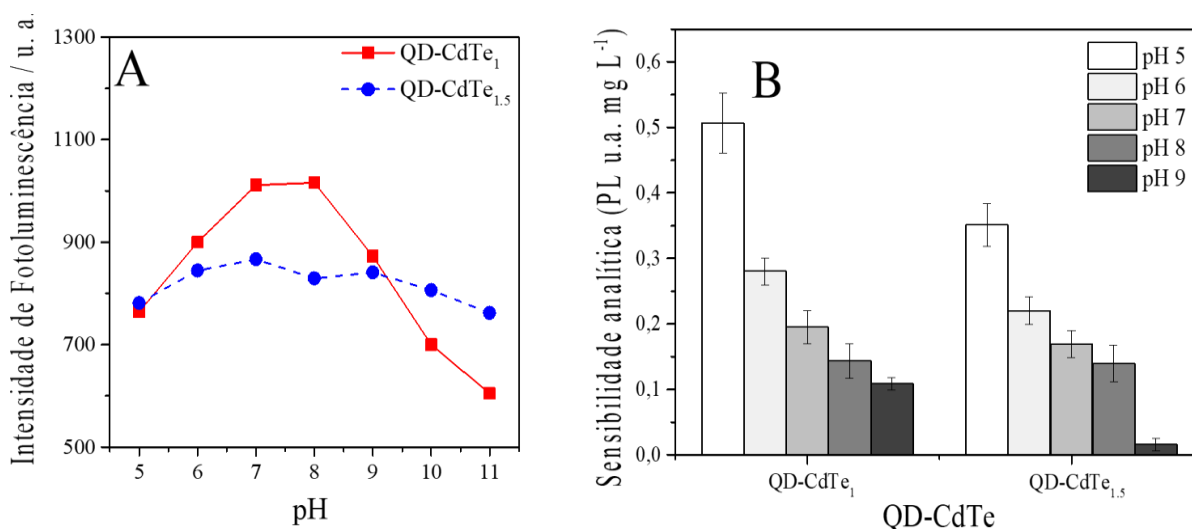 A
Intensidade de Fotoluminescência / u. a.
1300
1100
900
700
500
QD-CdTe₁
QD-CdTe₁.₅
5 6 7 8 9 10 11
pH
B
Sensibilidade analítica (PL u.a. mg L⁻¹)
0,6
0,5
0,4
0,3
0,2
0,1
0,0
pH 5
pH 6
pH 7
pH 8
pH 9
QD-CdTe₁ QD-CdTe₁.₅
QD-CdTe